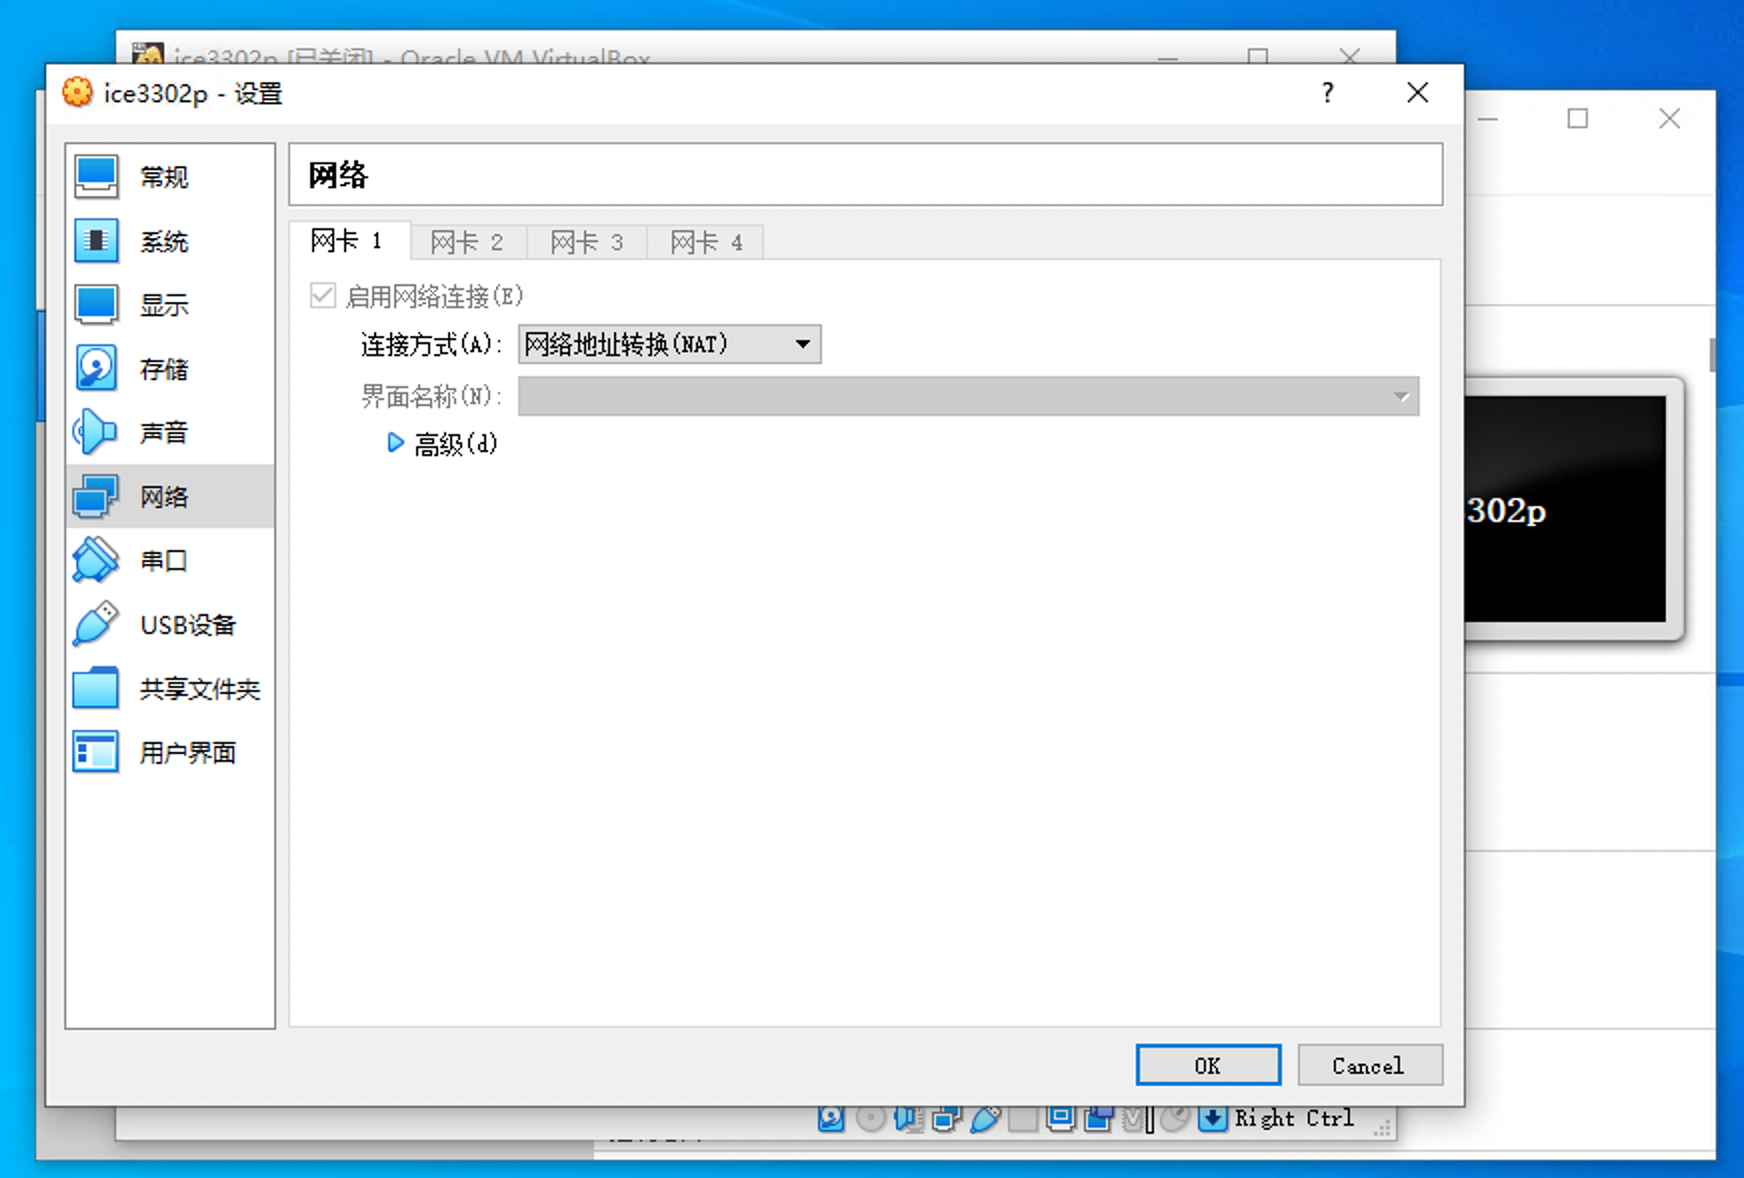 ice3302p [已关闭] - Oracle VM VirtualBox
ice3302p - 设置
?
常规
系统
显示
存储
声音
网络
串口
USB设备
共享文件夹
用户界面
网络
网卡 1
网卡 2
网卡 3
网卡 4
启用网络连接(E)
连接方式(A): 网络地址转换(NAT)
界面名称(N):
高级(d)
302p
OK
Cancel
Right Ctrl